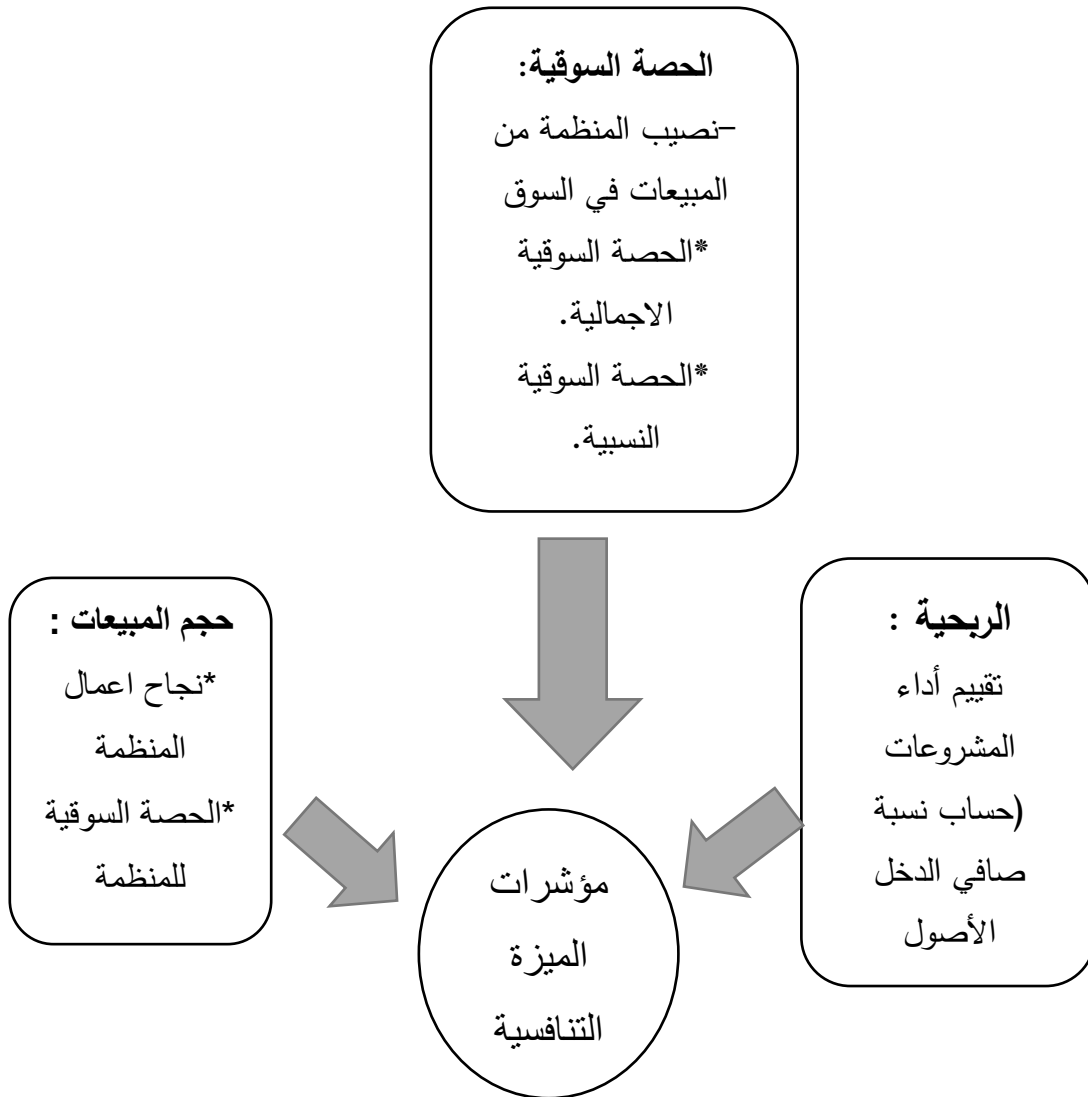 الحصة السوقية:
–نصيب المنظمة من
المبيعات في السوق
*الحصة السوقية
الاجمالية.
*الحصة السوقية
النسبية.
الربحية :
تقييم أداء
المشروعات
(حساب نسبة
صافي الدخل
الأصول
حجم المبيعات :
*نجاح اعمال
المنظمة
*الحصة السوقية
للمنظمة
مؤشرات
الميزة
التنافسية